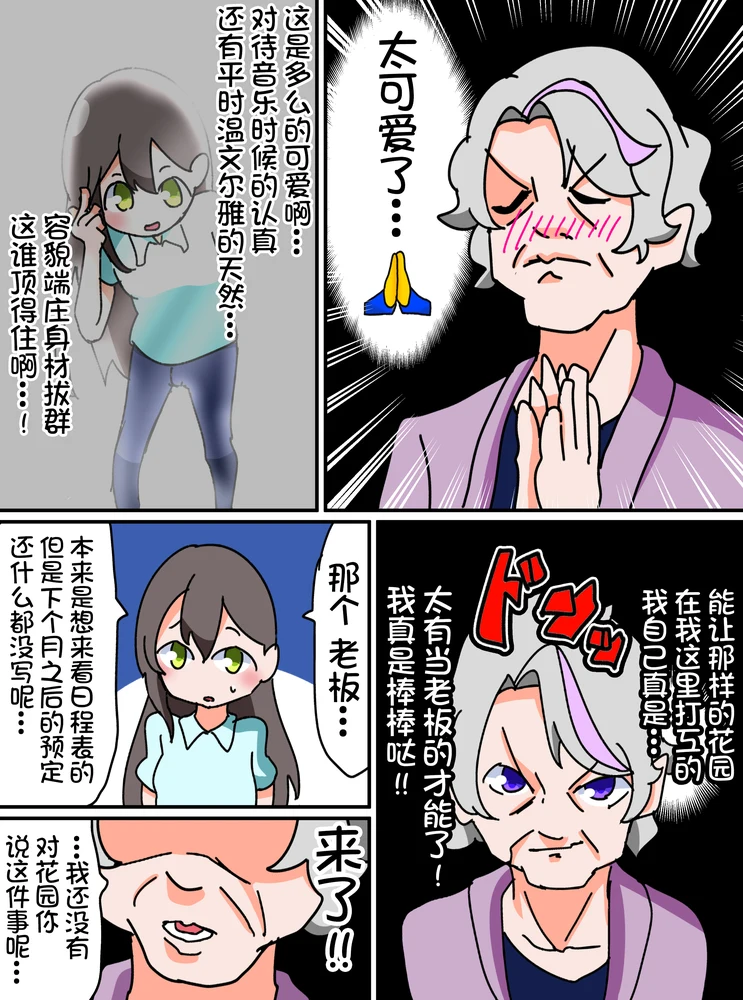 太可爱了…
🙏
这是多么的可爱啊…
对待音乐时候的认真
还有平时温文尔雅的天然…
容貌端庄身材拔群
这谁顶得住啊…！
能让那样的花园
在我这里打工的
我自己真是…
ドンッ
太有当老板的才能了！
我真是棒棒哒!!
那个 老板…
本来是想来看日程表的
但是下个月之后的预定
还什么都没写呢…
来了!!
…我还没有
对花园你
说这件事呢…